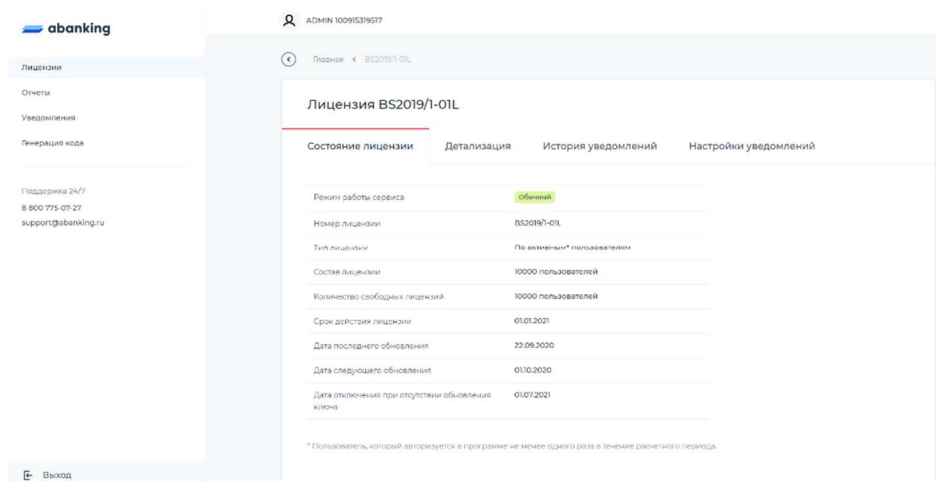 abanking
Лицензии
Отчеты
Уведомления
Генерация кода
Поддержка 24/7
8 800 775-07-27
support@abanking.ru
Выход
ADMIN 100915319517
Главная BS2019/1-01L
Лицензия BS2019/1-01L
Состояние лицензии Детализация История уведомлений Настройки уведомлений
Режим работы сервиса Обычный
Номер лицензии BS2019/1-01L
Тип лицензии По активным* пользователям
Состав лицензии 10000 пользователей
Количество свободных лицензий 10000 пользователей
Срок действия лицензии 01.01.2021
Дата последнего обновления 22.09.2020
Дата следующего обновления 01.10.2020
Дата отключения при отсутствии обновления 01.07.2021
ключа
* Пользователь, который авторизуется в программе не менее одного раза в течение расчетного периода.